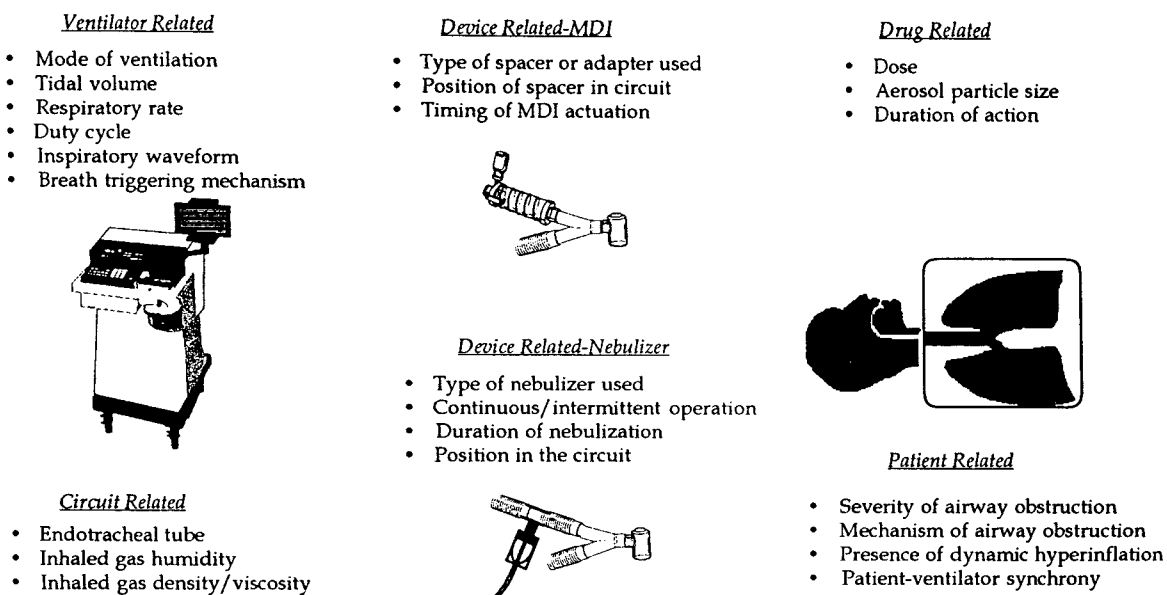 Ventilator Related
• Mode of ventilation
• Tidal volume
• Respiratory rate
• Duty cycle
• Inspiratory waveform
• Breath triggering mechanism
Circuit Related
• Endotracheal tube
• Inhaled gas humidity
• Inhaled gas density/viscosity
Device Related-MDI
• Type of spacer or adapter used
• Position of spacer in circuit
• Timing of MDI actuation
Device Related-Nebulizer
• Type of nebulizer used
• Continuous/intermittent operation
• Duration of nebulization
• Position in the circuit
Drug Related
• Dose
• Aerosol particle size
• Duration of action
Patient Related
• Severity of airway obstruction
• Mechanism of airway obstruction
• Presence of dynamic hyperinflation
• Patient-ventilator synchrony